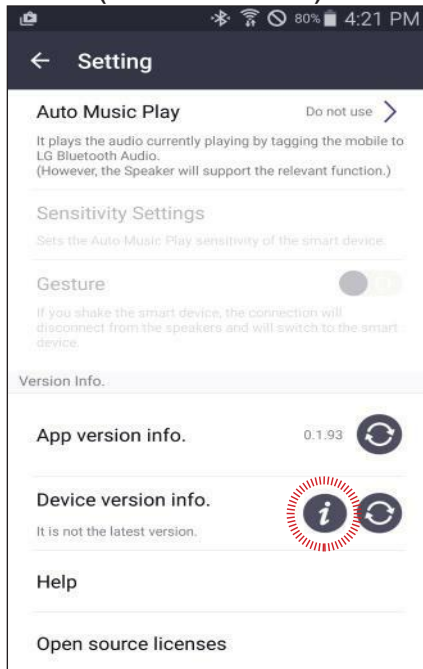 80% 4:21 PM
Setting
Auto Music Play Do not use
It plays the audio currently playing by tagging the mobile to
LG Bluetooth Audio.
(However, the Speaker will support the relevant function.)
Sensitivity Settings
Sets the Auto Music Play sensitivity of the smart device.
Gesture
If you shake the smart device, the connection will
disconnect from the speakers and will switch to the smart
device.
Version Info.
App version info. 0.1.93
Device version info. i
It is not the latest version.
Help
Open source licenses